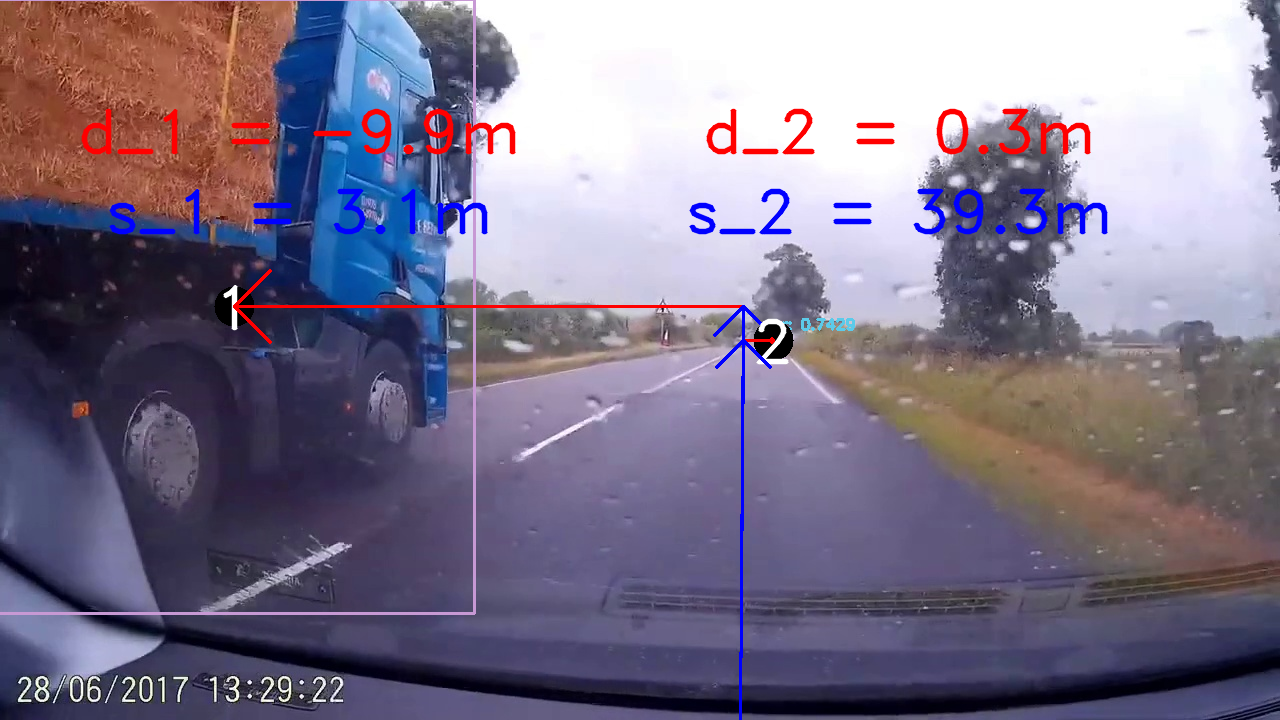 d_1 = -9.9m
s_1 = 3.1m
d_2 = 0.3m
s_2 = 39.3m
1
2
0.7429
28/06/2017 13:29:22